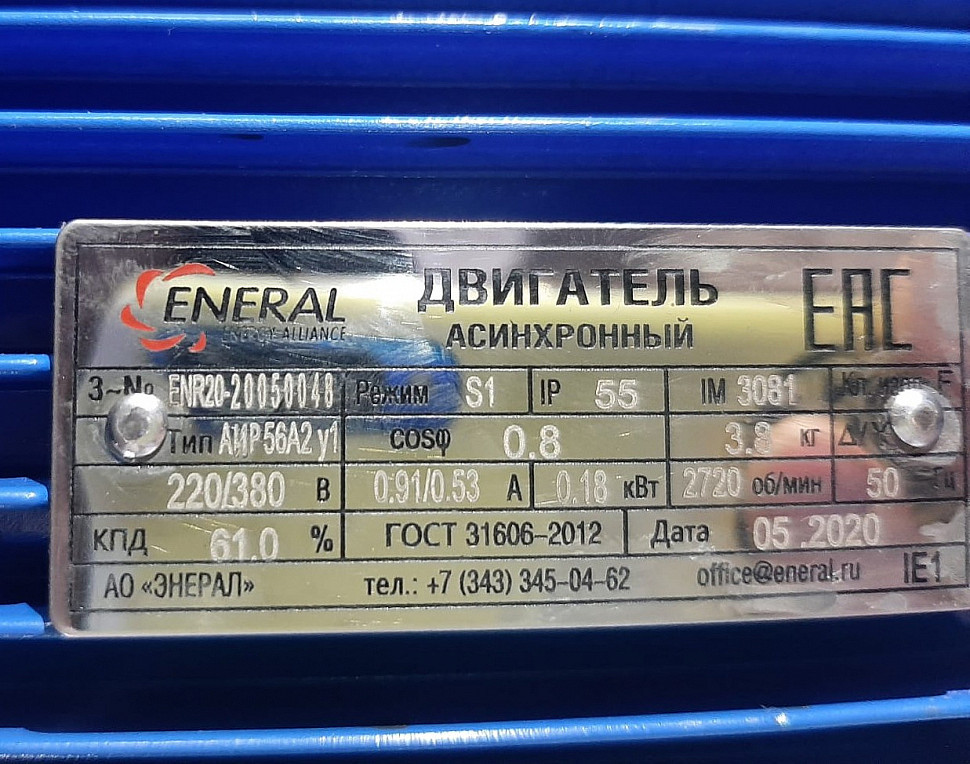 ENERAL
ENERGY ALLIANCE
ДВИГАТЕЛЬ
АСИНХРОННЫЙ
ЕАС
3~№ ENR20-20050048 Режим S1 IP 55 IM 3081 F
Тип АИР56А2 у1 cosφ 0.8 3.8 кг Δ/
220/380 В 0.91/0.53 А 0.18 кВт 2720 об/мин 50 Гц
КПД 61.0 % ГОСТ 31606-2012 Дата 05.2020
АО «ЭНЕРАЛ» тел.: +7 (343) 345-04-62 office@eneral.ru IE1